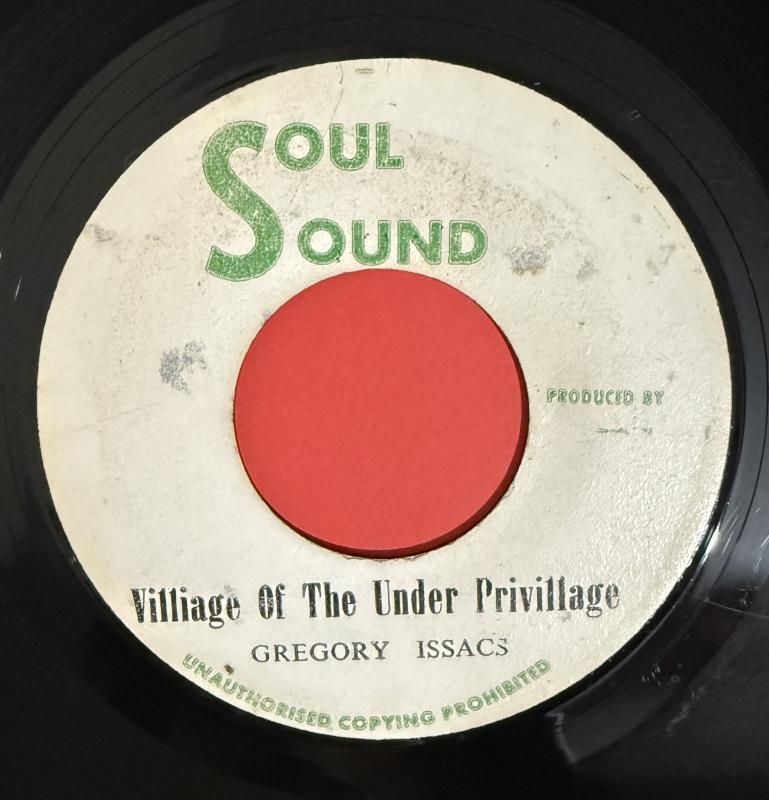 SOUL
SOUND
PRODUCED BY
Villiage Of The Under Privillage
GREGORY ISSACS
UNAUTHORISED COPYING PROHIBITED